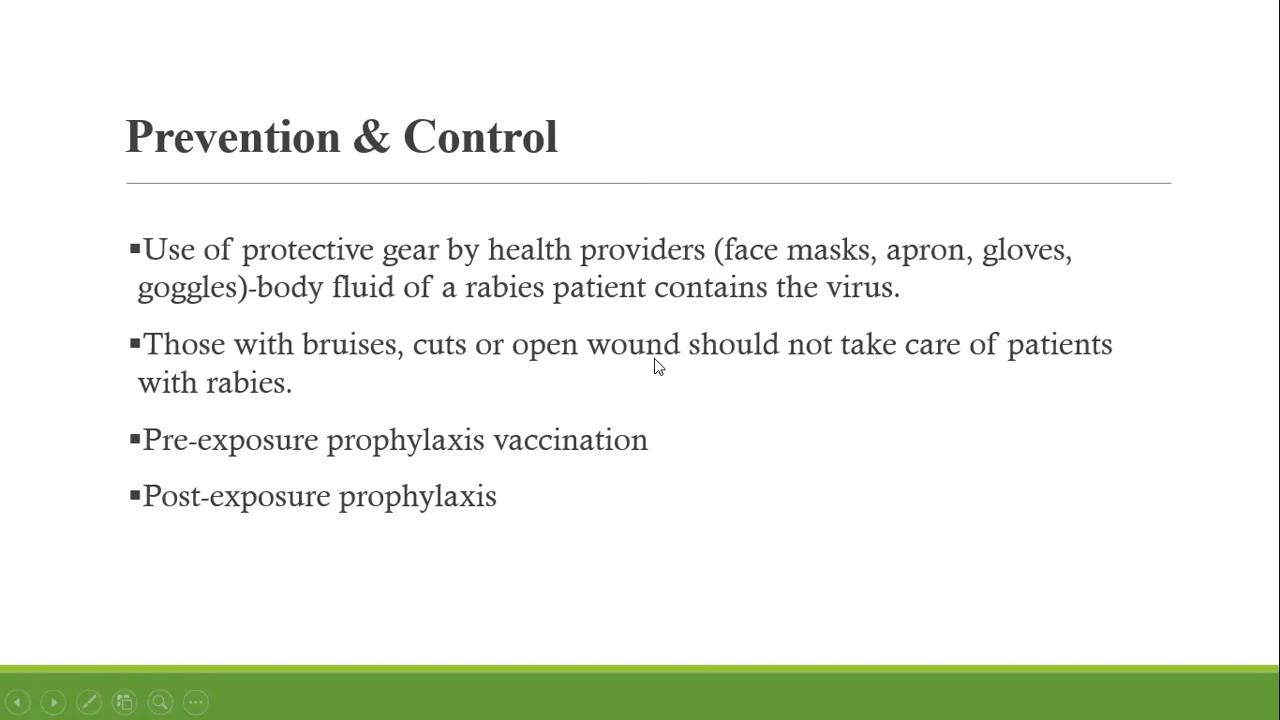 Prevention & Control
▪Use of protective gear by health providers (face masks, apron, gloves,
goggles)-body fluid of a rabies patient contains the virus.
▪Those with bruises, cuts or open wound should not take care of patients
with rabies.
▪Pre-exposure prophylaxis vaccination
▪Post-exposure prophylaxis